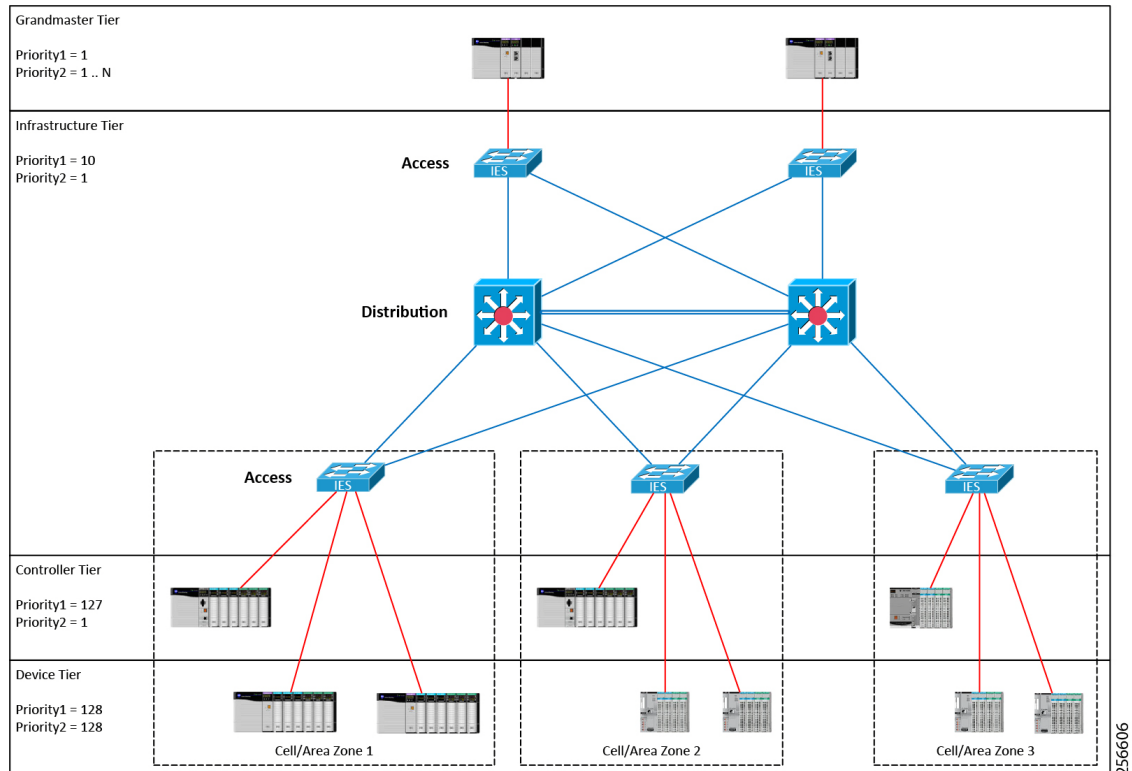 Grandmaster Tier
Priority1 = 1
Priority2 = 1 .. N
Infrastructure Tier
Priority1 = 10
Priority2 = 1
Access
IES
IES
Distribution
Access
IES
IES
IES
Controller Tier
Priority1 = 127
Priority2 = 1
Device Tier
Priority1 = 128
Priority2 = 128
Cell/Area Zone 1
Cell/Area Zone 2
Cell/Area Zone 3
256606